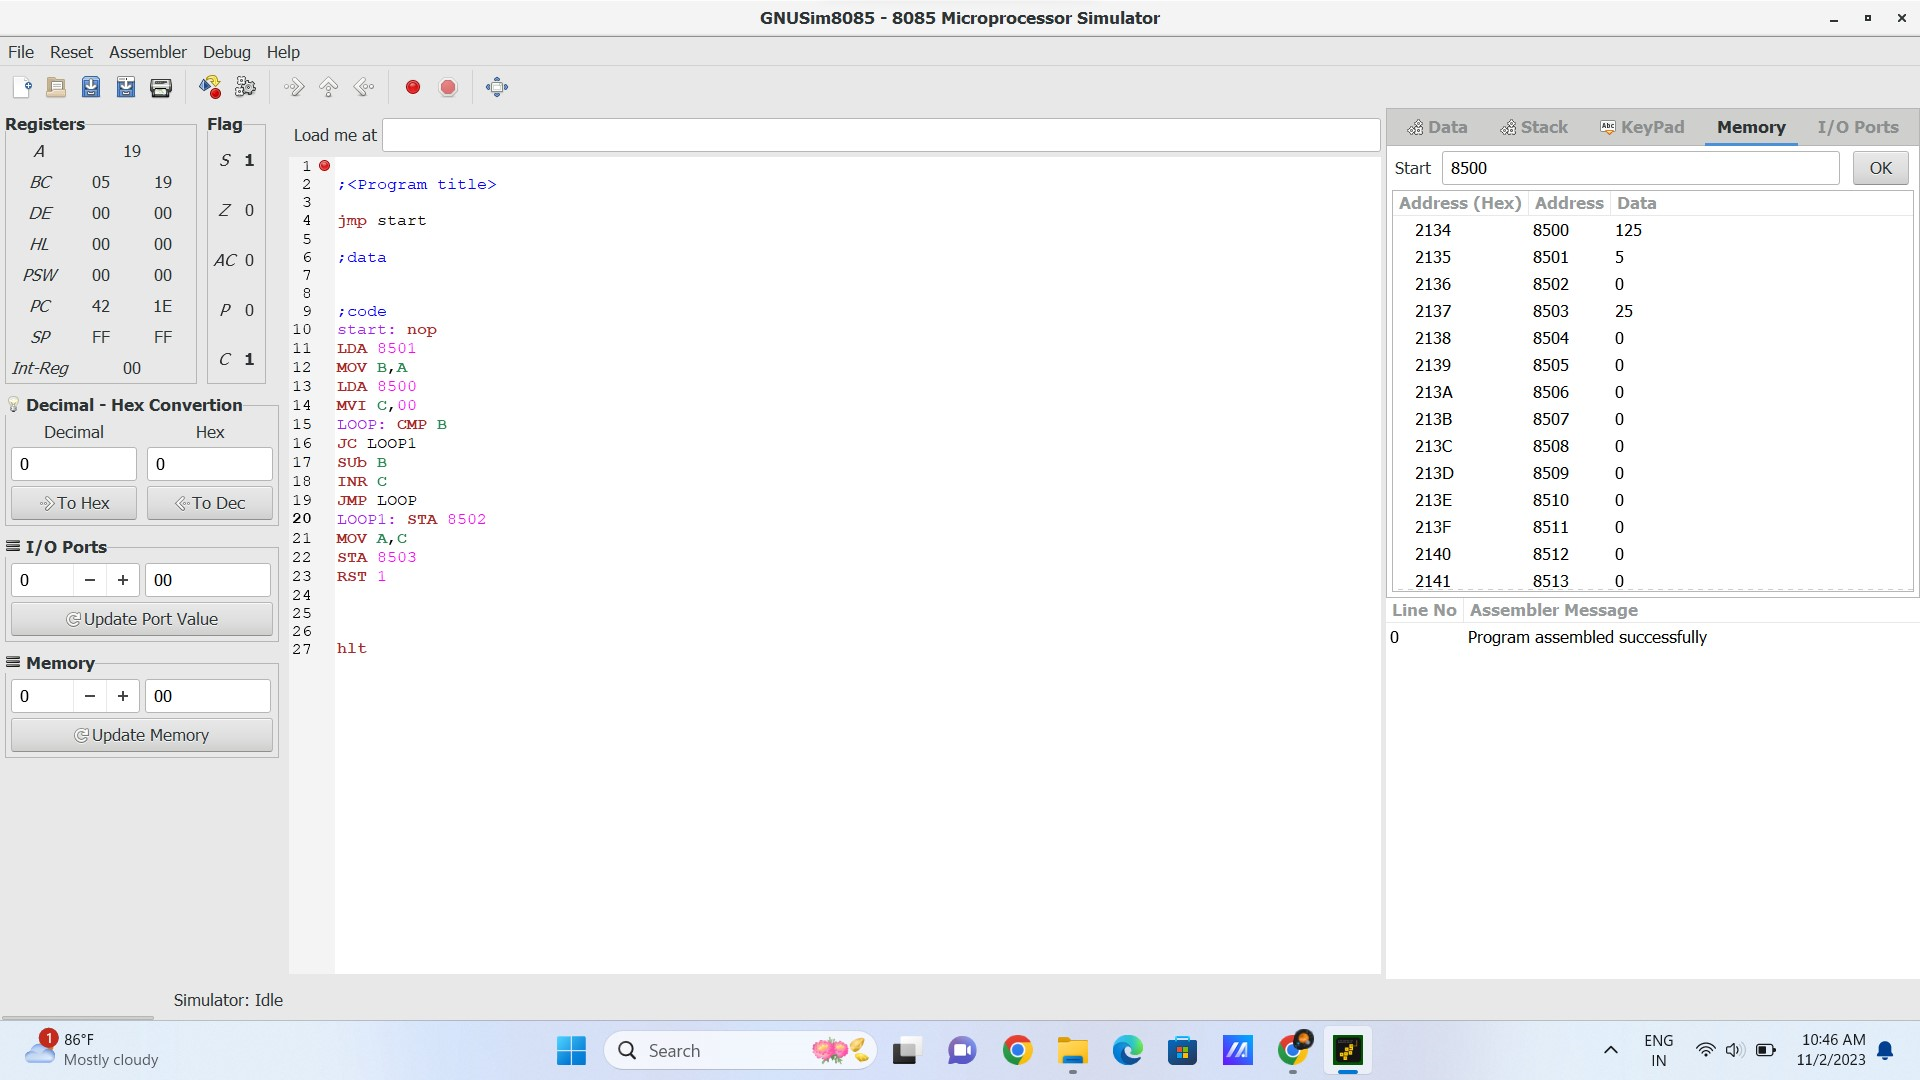 GNUSim8085 - 8085 Microprocessor Simulator
File Reset Assembler Debug Help
Registers
A 19
BC 05 19
DE 00 00
HL 00 00
PSW 00 00
PC 42 1E
SP FF FF
Int-Reg 00
Flag
S 1
Z 0
AC 0
P 0
C 1
Decimal - Hex Convertion
Decimal Hex
0 0
To Hex To Dec
I/O Ports
0 − + 00
Update Port Value
Memory
0 − + 00
Update Memory
Load me at
1
2 ;<Program title>
3
4 jmp start
5
6 ;data
7
8
9 ;code
10 start: nop
11 LDA 8501
12 MOV B,A
13 LDA 8500
14 MVI C,00
15 LOOP: CMP B
16 JC LOOP1
17 SUb B
18 INR C
19 JMP LOOP
20 LOOP1: STA 8502
21 MOV A,C
22 STA 8503
23 RST 1
24
25
26
27 hlt
Data Stack Abc KeyPad Memory I/O Ports
Start 8500 OK
Address (Hex) Address Data
2134 8500 125
2135 8501 5
2136 8502 0
2137 8503 25
2138 8504 0
2139 8505 0
213A 8506 0
213B 8507 0
213C 8508 0
213D 8509 0
213E 8510 0
213F 8511 0
2140 8512 0
2141 8513 0
Line No Assembler Message
0 Program assembled successfully
Simulator: Idle
1
86°F
Mostly cloudy
Search
ENG
IN
10:46 AM
11/2/2023